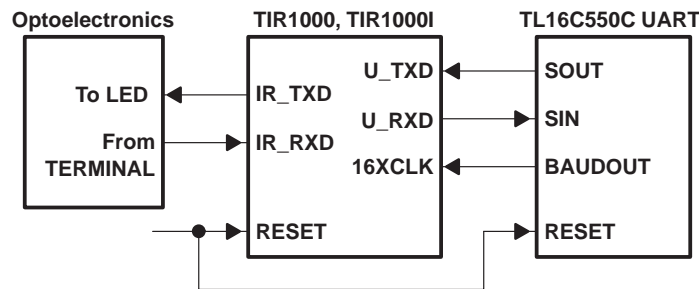 Optoelectronics
TIR1000, TIR1000I
TL16C550C UART
To LED
From
TERMINAL
IR_TXD
IR_RXD
RESET
U_TXD
U_RXD
16XCLK
SOUT
SIN
BAUDOUT
RESET